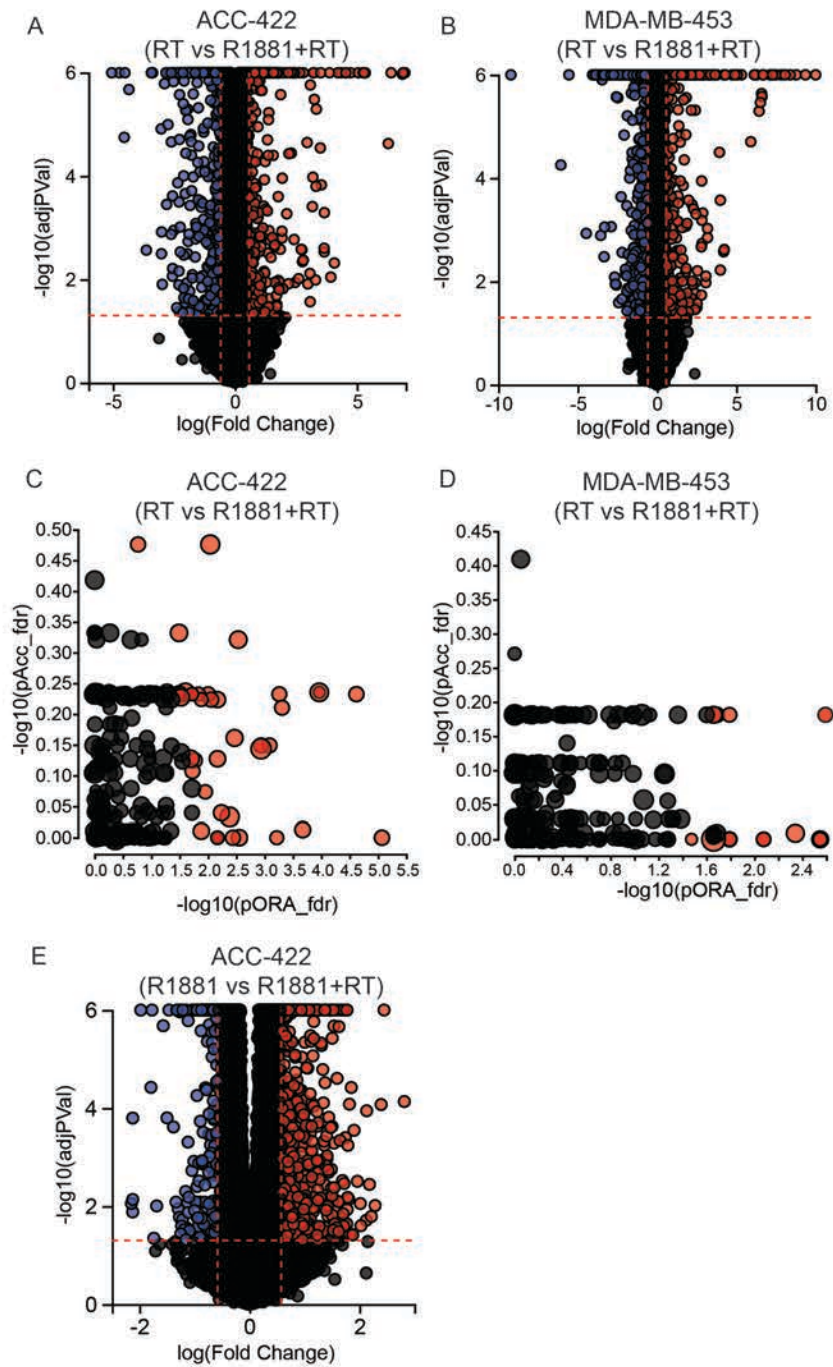 A
ACC-422
(RT vs R1881+RT)
6
4
2
0
-log10(adjPVal)
-5
0
5
log(Fold Change)
B
MDA-MB-453
(RT vs R1881+RT)
6
4
2
0
-log10(adjPVal)
-10
-5
0
5
10
log(Fold Change)
C
ACC-422
(RT vs R1881+RT)
0.50
0.45
0.40
0.35
0.30
0.25
0.20
0.15
0.10
0.05
0.00
-log10(pAcc_fdr)
0.0 0.5 1.0 1.5 2.0 2.5 3.0 3.5 4.0 4.5 5.0 5.5
-log10(pORA_fdr)
D
MDA-MB-453
(RT vs R1881+RT)
0.45
0.40
0.35
0.30
0.25
0.20
0.15
0.10
0.05
0.00
-log10(pAcc_fdr)
0.0 0.4 0.8 1.2 1.6 2.0 2.4
-log10(pORA_fdr)
E
ACC-422
(R1881 vs R1881+RT)
6
4
2
0
-log10(adjPVal)
-2
0
2
log(Fold Change)